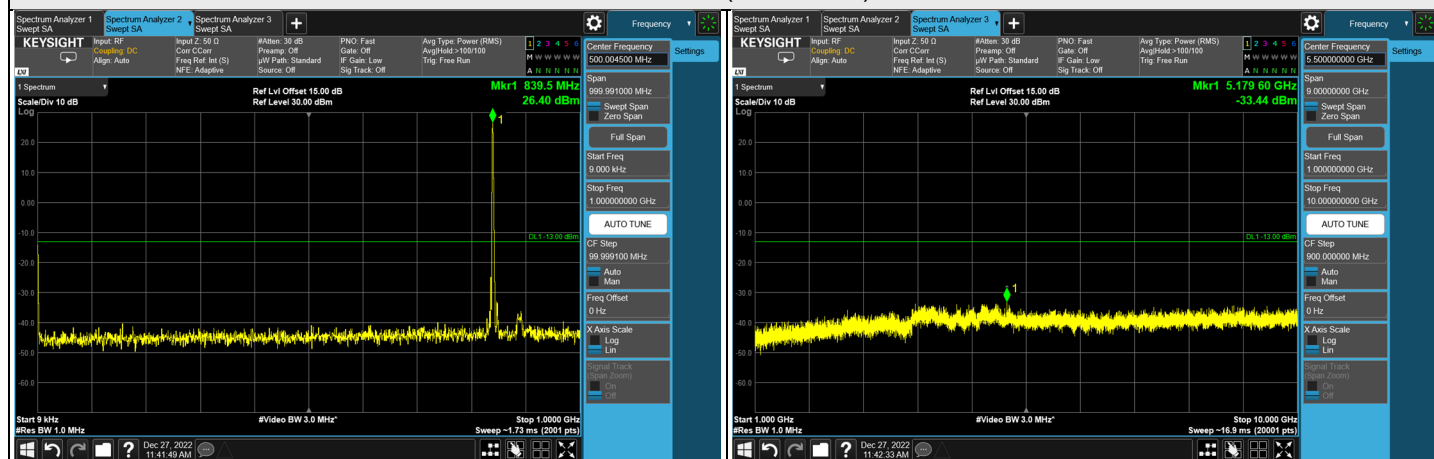 Spectrum Analyzer 1
Swept SA
Spectrum Analyzer 2
Swept SA
Spectrum Analyzer 3
Swept SA
Frequency
KEYSIGHT
LXI
Input: RF
Coupling: DC
Align: Auto
Input Z: 50 Ω
Corr CCorr
Freq Ref: Int (S)
NFE: Adaptive
#Atten: 30 dB
Preamp: Off
µW Path: Standard
Source: Off
PNO: Fast
Gate: Off
IF Gain: Low
Sig Track: Off
Avg Type: Power (RMS)
Avg|Hold:>100/100
Trig: Free Run
1 2 3 4 5 6
M W W W W W
A N N N N N
1 Spectrum
Scale/Div 10 dB
Log
Ref Lvl Offset 15.00 dB
Ref Level 30.00 dBm
Mkr1 839.5 MHz
26.40 dBm
1
20.0
10.0
0.00
-10.0
DL1 -13.00 dBm
-20.0
-30.0
-40.0
-50.0
-60.0
Start 9 kHz
#Res BW 1.0 MHz
#Video BW 3.0 MHz*
Stop 1.0000 GHz
Sweep ~1.73 ms (2001 pts)
Center Frequency
500.004500 MHz
Settings
Span
999.991000 MHz
Swept Span
Zero Span
Full Span
Start Freq
9.000 kHz
Stop Freq
1.000000000 GHz
AUTO TUNE
CF Step
99.999100 MHz
Auto
Man
Freq Offset
0 Hz
X Axis Scale
Log
Lin
Signal Track
(Span Zoom)
On
Off
Dec 27, 2022
11:41:49 AM
Spectrum Analyzer 1
Swept SA
Spectrum Analyzer 2
Swept SA
Spectrum Analyzer 3
Swept SA
Frequency
KEYSIGHT
LXI
Input: RF
Coupling: DC
Align: Auto
Input Z: 50 Ω
Corr CCorr
Freq Ref: Int (S)
NFE: Adaptive
#Atten: 30 dB
Preamp: Off
µW Path: Standard
Source: Off
PNO: Fast
Gate: Off
IF Gain: Low
Sig Track: Off
Avg Type: Power (RMS)
Avg|Hold:>100/100
Trig: Free Run
1 2 3 4 5 6
M W W W W W
A N N N N N
1 Spectrum
Scale/Div 10 dB
Log
Ref Lvl Offset 15.00 dB
Ref Level 30.00 dBm
Mkr1 5.179 60 GHz
-33.44 dBm
20.0
10.0
0.00
-10.0
DL1 -13.00 dBm
-20.0
-30.0
1
-40.0
-50.0
-60.0
Start 1.000 GHz
#Res BW 1.0 MHz
#Video BW 3.0 MHz*
Stop 10.000 GHz
Sweep ~16.9 ms (20001 pts)
Center Frequency
5.500000000 GHz
Settings
Span
9.00000000 GHz
Swept Span
Zero Span
Full Span
Start Freq
1.000000000 GHz
Stop Freq
10.000000000 GHz
AUTO TUNE
CF Step
900.000000 MHz
Auto
Man
Freq Offset
0 Hz
X Axis Scale
Log
Lin
Signal Track
(Span Zoom)
On
Off
Dec 27, 2022
11:42:33 AM